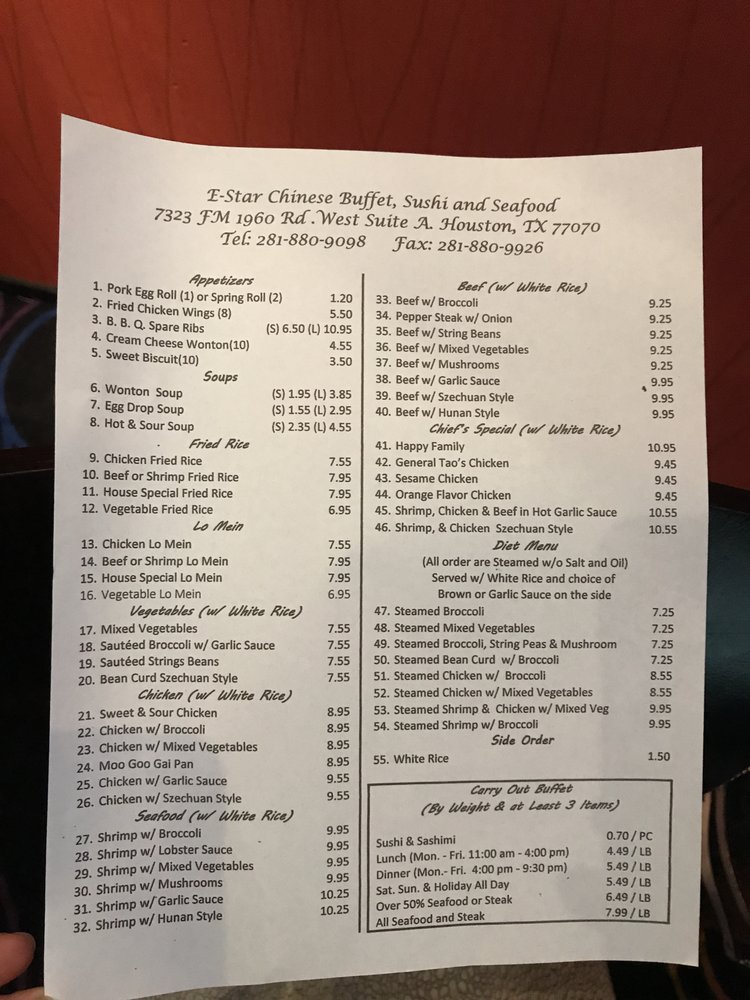 E-Star Chinese Buffet, Sushi and Seafood
7323 FM 1960 Rd .West Suite A. Houston, TX 77070
Tel: 281-880-9098 Fax: 281-880-9926
Appetizers
1. Pork Egg Roll (1) or Spring Roll (2) 1.20
2. Fried Chicken Wings (8) 5.50
3. B. B. Q. Spare Ribs (S) 6.50 (L) 10.95
4. Cream Cheese Wonton(10) 4.55
5. Sweet Biscuit(10) 3.50
Soups
6. Wonton Soup (S) 1.95 (L) 3.85
7. Egg Drop Soup (S) 1.55 (L) 2.95
8. Hot & Sour Soup (S) 2.35 (L) 4.55
Fried Rice
9. Chicken Fried Rice 7.55
10. Beef or Shrimp Fried Rice 7.95
11. House Special Fried Rice 7.95
12. Vegetable Fried Rice 6.95
Lo Mein
13. Chicken Lo Mein 7.55
14. Beef or Shrimp Lo Mein 7.95
15. House Special Lo Mein 7.95
16. Vegetable Lo Mein 6.95
Vegetables (w/ White Rice)
17. Mixed Vegetables 7.55
18. Sautéed Broccoli w/ Garlic Sauce 7.55
19. Sautéed Strings Beans 7.55
20. Bean Curd Szechuan Style 7.55
Chicken (w/ White Rice)
21. Sweet & Sour Chicken 8.95
22. Chicken w/ Broccoli 8.95
23. Chicken w/ Mixed Vegetables 8.95
24. Moo Goo Gai Pan 8.95
25. Chicken w/ Garlic Sauce 9.55
26. Chicken w/ Szechuan Style 9.55
Seafood (w/ White Rice)
27. Shrimp w/ Broccoli 9.95
28. Shrimp w/ Lobster Sauce 9.95
29. Shrimp w/ Mixed Vegetables 9.95
30. Shrimp w/ Mushrooms 9.95
31. Shrimp w/ Garlic Sauce 10.25
32. Shrimp w/ Hunan Style 10.25
Beef (w/ White Rice)
33. Beef w/ Broccoli 9.25
34. Pepper Steak w/ Onion 9.25
35. Beef w/ String Beans 9.25
36. Beef w/ Mixed Vegetables 9.25
37. Beef w/ Mushrooms 9.25
38. Beef w/ Garlic Sauce 9.95
39. Beef w/ Szechuan Style 9.95
40. Beef w/ Hunan Style 9.95
Chief's Special (w/ White Rice)
41. Happy Family 10.95
42. General Tao's Chicken 9.45
43. Sesame Chicken 9.45
44. Orange Flavor Chicken 9.45
45. Shrimp, Chicken & Beef in Hot Garlic Sauce 10.55
46. Shrimp, & Chicken Szechuan Style 10.55
Diet Menu
(All order are Steamed w/o Salt and Oil)
Served w/ White Rice and choice of
Brown or Garlic Sauce on the side
47. Steamed Broccoli 7.25
48. Steamed Mixed Vegetables 7.25
49. Steamed Broccoli, String Peas & Mushroom 7.25
50. Steamed Bean Curd w/ Broccoli 7.25
51. Steamed Chicken w/ Broccoli 8.55
52. Steamed Chicken w/ Mixed Vegetables 8.55
53. Steamed Shrimp & Chicken w/ Mixed Veg 9.95
54. Steamed Shrimp w/ Broccoli 9.95
Side Order
55. White Rice 1.50
Carry Out Buffet
(By Weight & at Least 3 Items)
Sushi & Sashimi 0.70 / PC
Lunch (Mon. - Fri. 11:00 am - 4:00 pm) 4.49 / LB
Dinner (Mon.- Fri. 4:00 pm - 9:30 pm) 5.49 / LB
Sat. Sun. & Holiday All Day 5.49 / LB
Over 50% Seafood or Steak 6.49 / LB
All Seafood and Steak 7.99 / LB